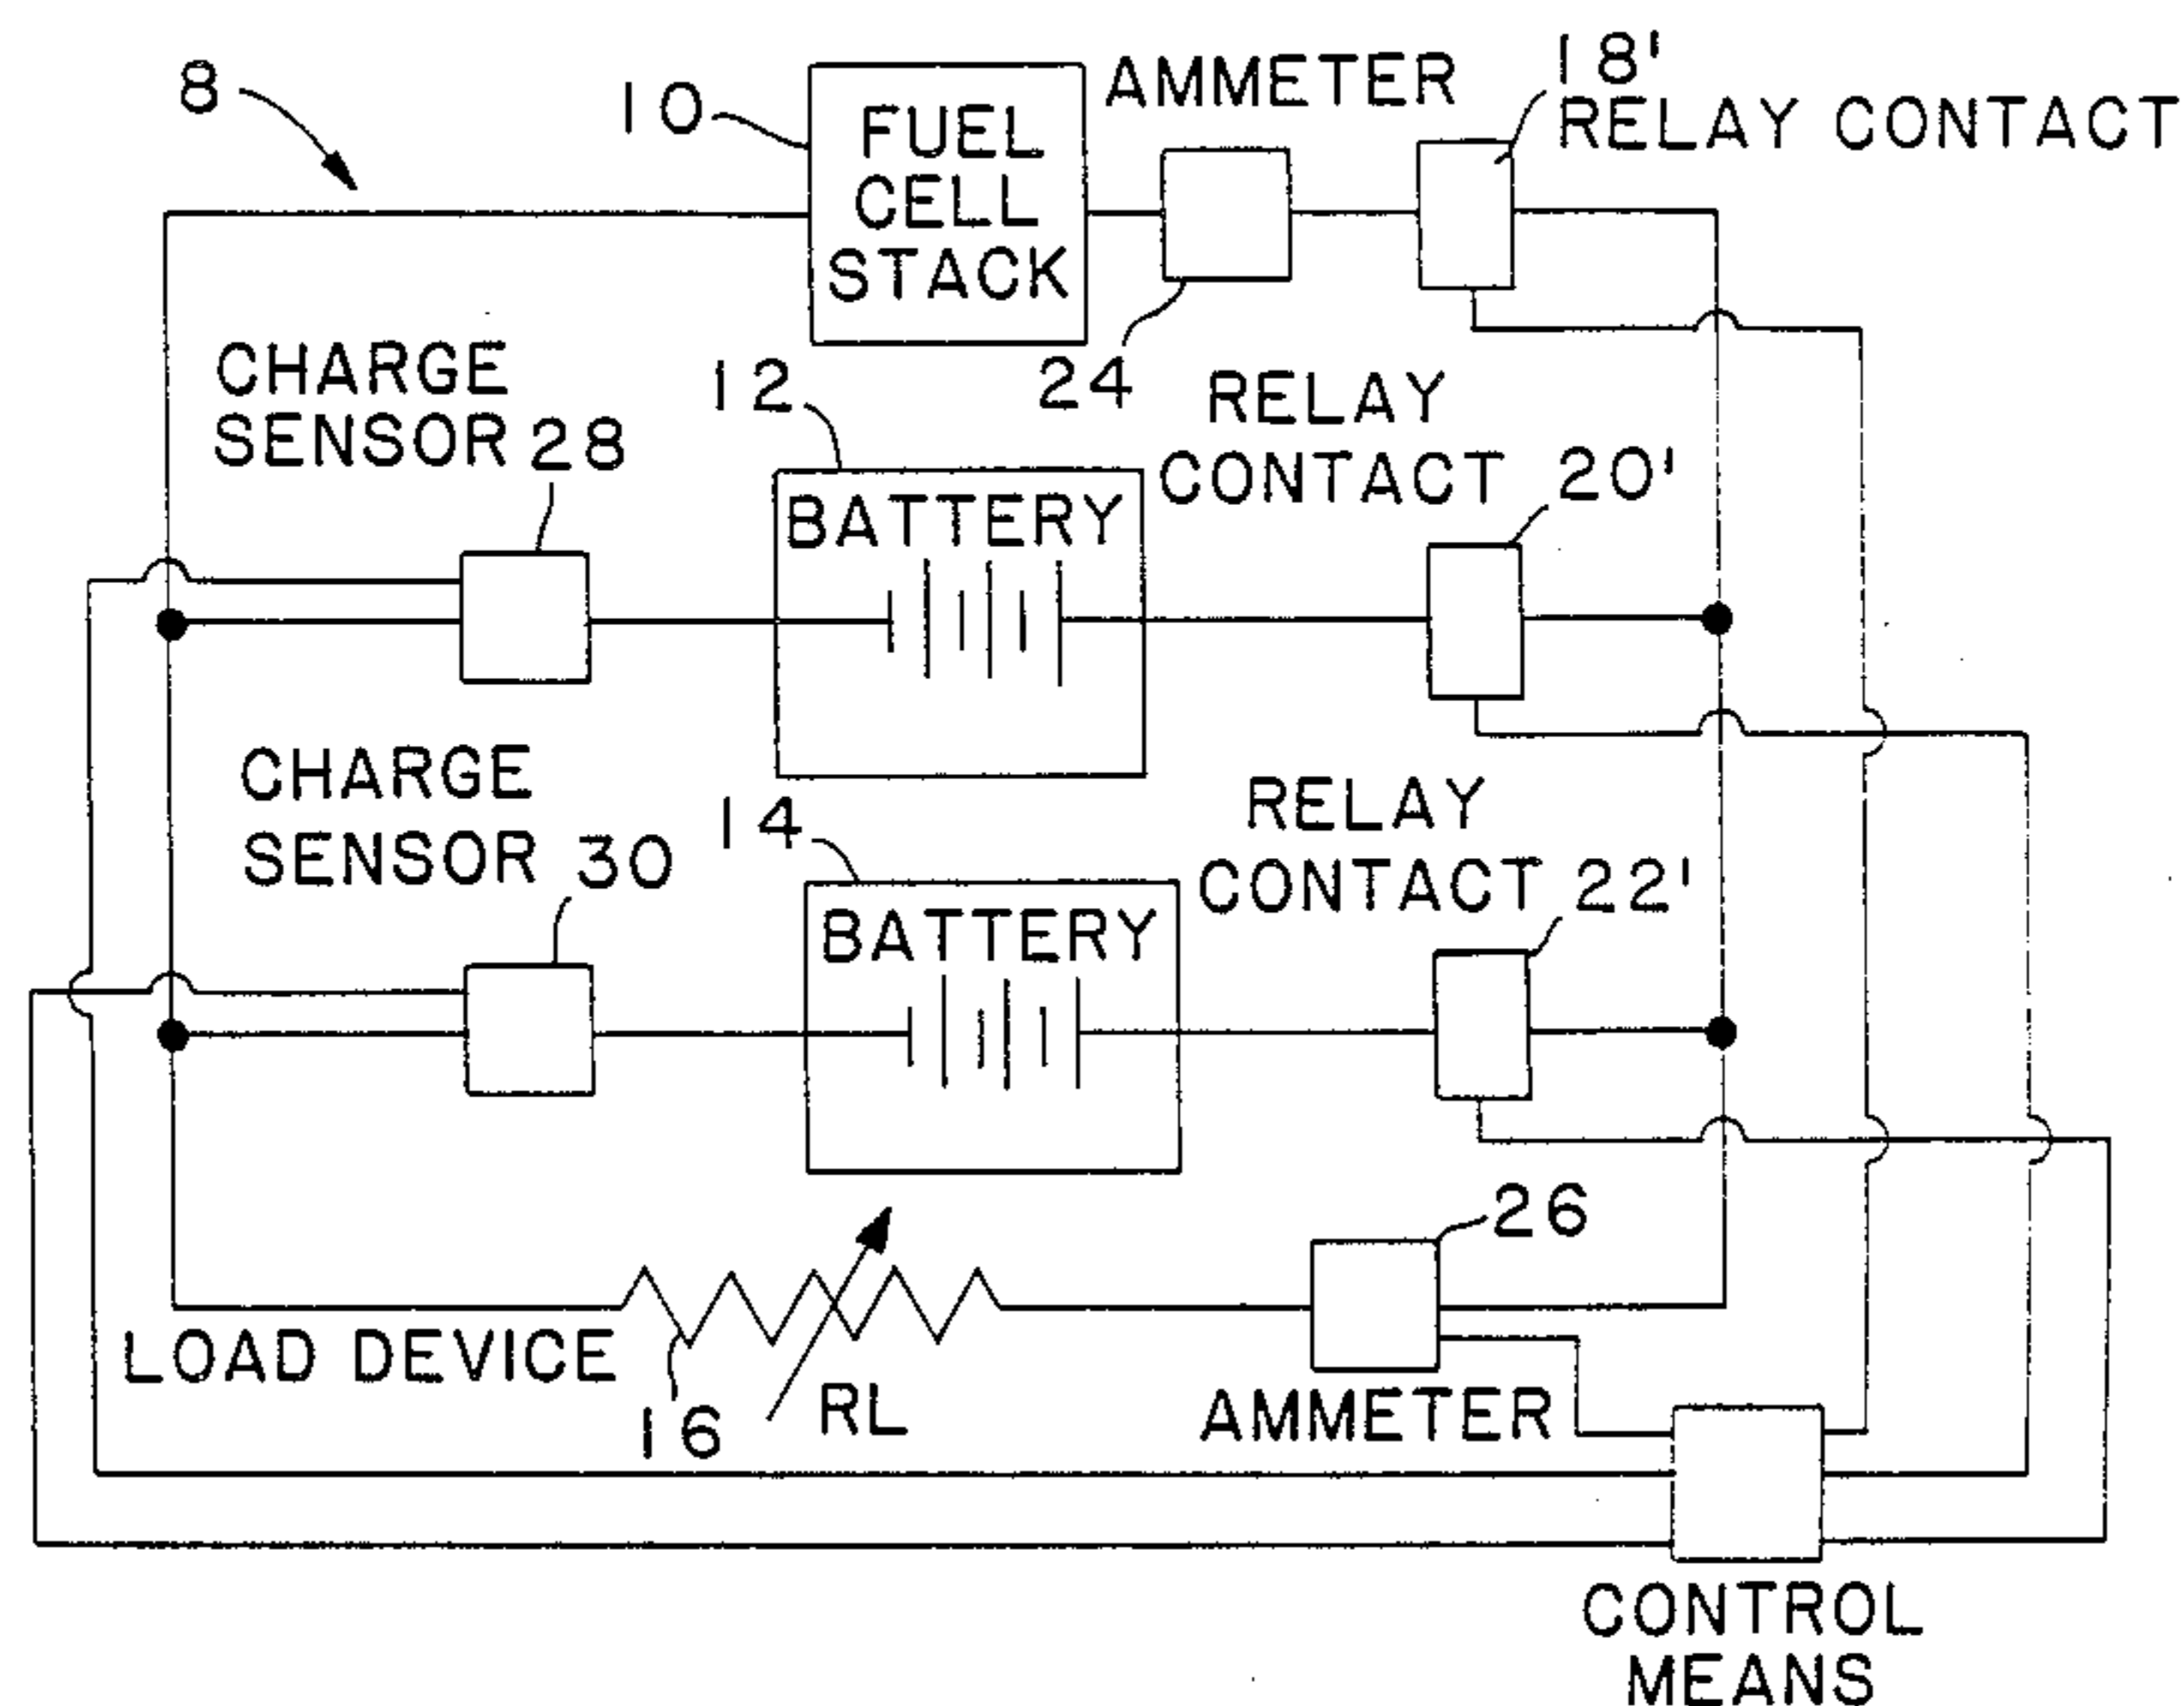 8
10
FUEL
CELL
STACK
AMMETER
24
18'
RELAY CONTACT
CHARGE
SENSOR 28
12
BATTERY
RELAY
CONTACT 20'
CHARGE
SENSOR 30
14
BATTERY
RELAY
CONTACT 22'
LOAD DEVICE
16
RL
26
AMMETER
CONTROL
MEANS